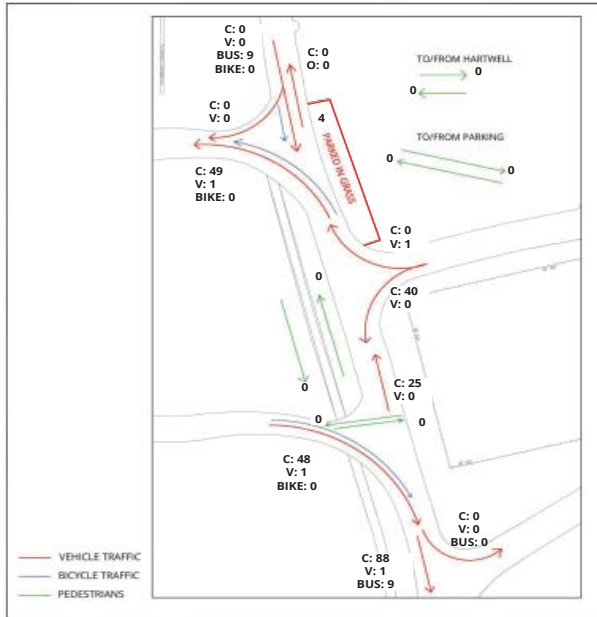 C: 0
V: 0
BUS: 9
BIKE: 0
C: 0
O: 0
TO/FROM HARTWELL
0
0
C: 0
V: 0
4
PARKED IN GRASS
TO/FROM PARKING
0
0
C: 49
V: 1
BIKE: 0
C: 0
V: 1
0
C: 40
V: 0
0
C: 25
V: 0
0
0
C: 48
V: 1
BIKE: 0
C: 0
V: 0
BUS: 0
C: 88
V: 1
BUS: 9
VEHICLE TRAFFIC
BICYCLE TRAFFIC
PEDESTRIANS